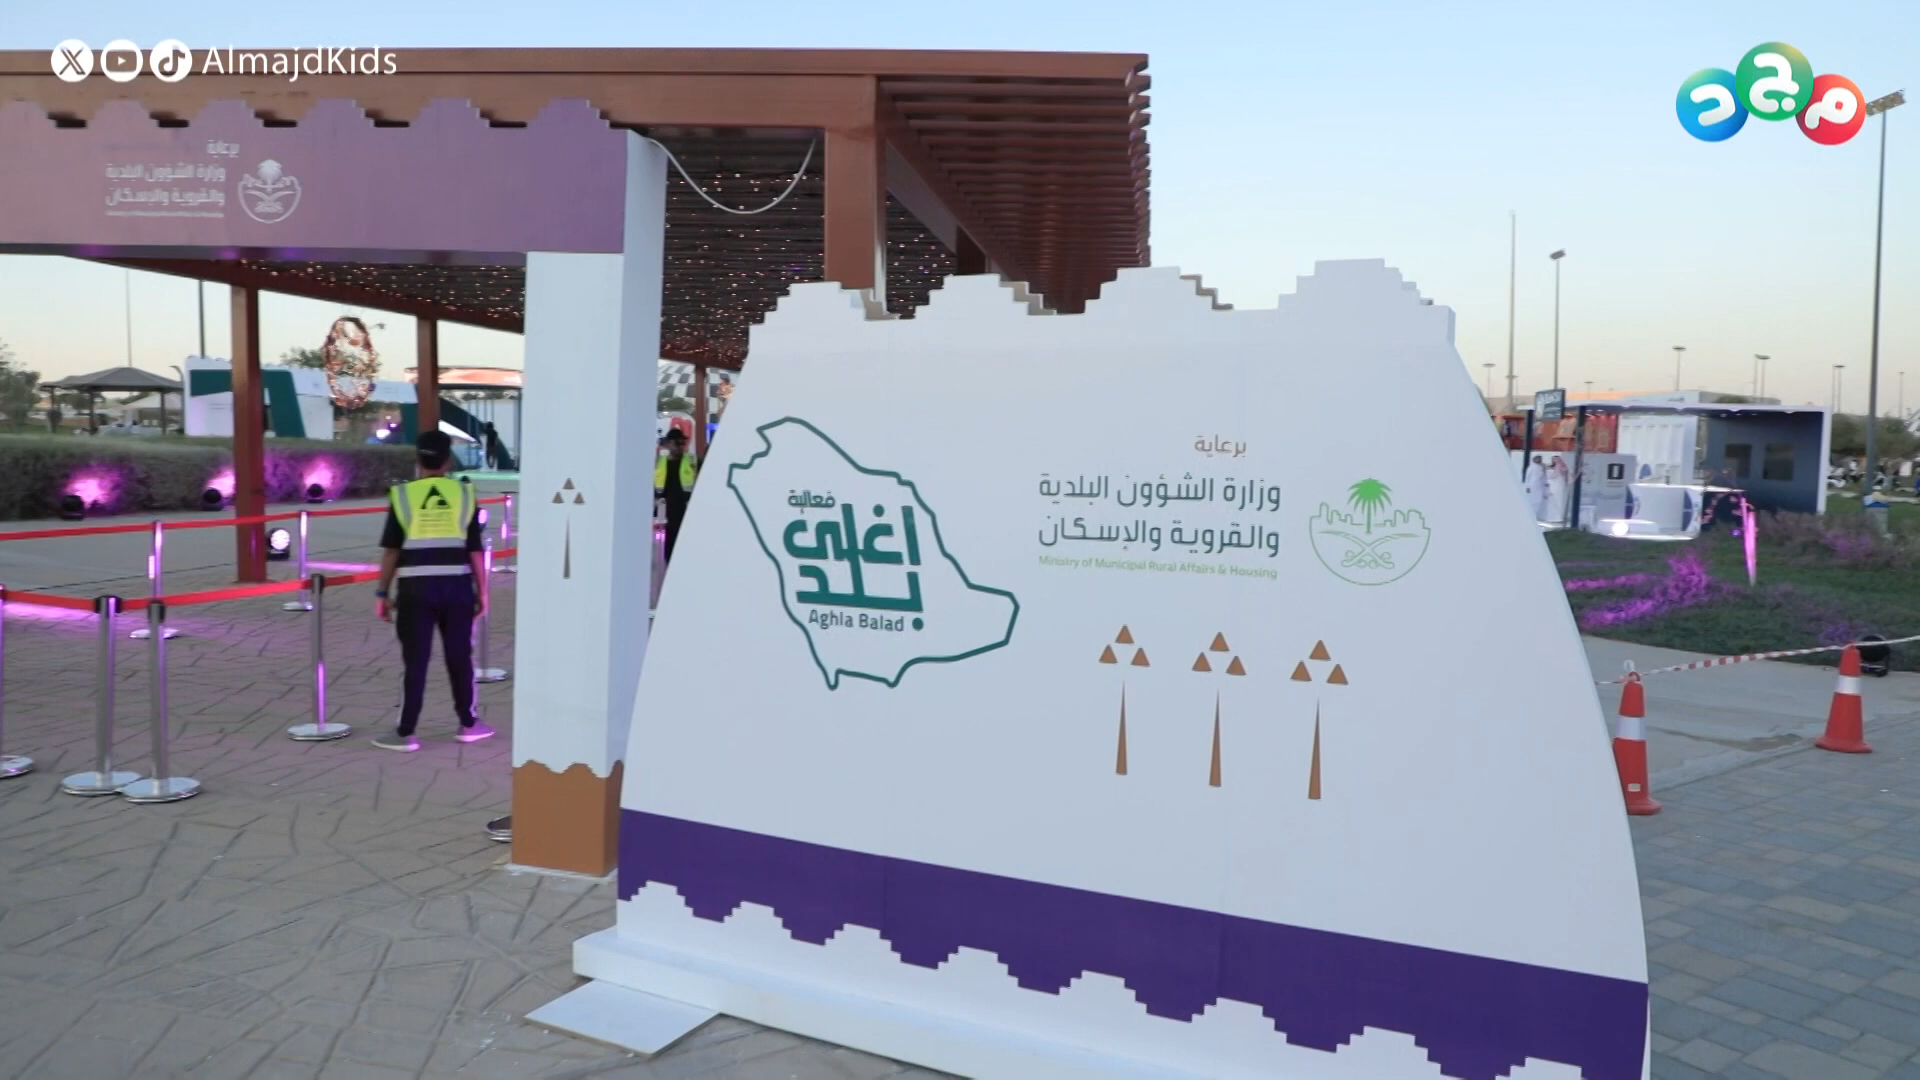 AlmajdKids
مجد
برعاية
وزارة الشؤون البلدية
والقروية والإسكان
برعاية
وزارة الشؤون البلدية
والقروية والإسكان
Ministry of Municipal Rural Affairs & Housing
فعالية
اغلى
بلد
Aghla Balad